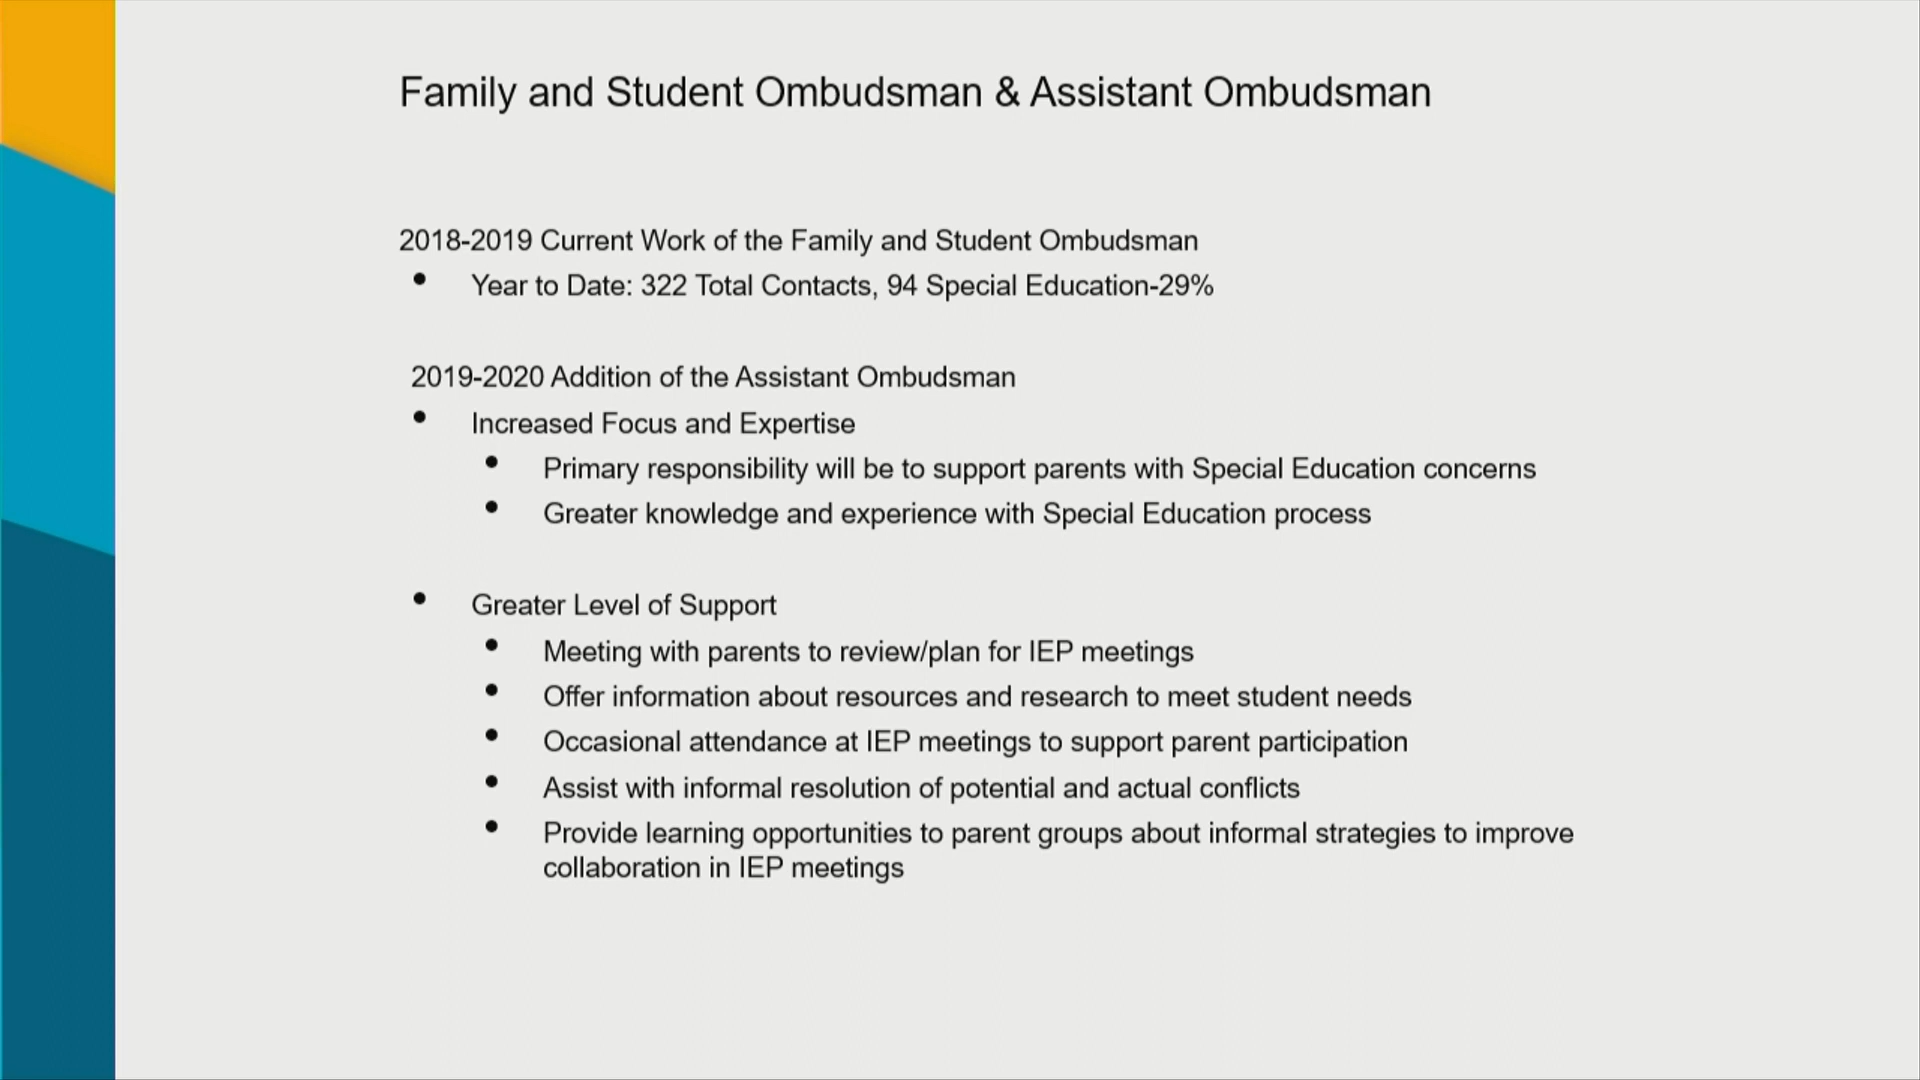 Family and Student Ombudsman & Assistant Ombudsman
2018-2019 Current Work of the Family and Student Ombudsman
• Year to Date: 322 Total Contacts, 94 Special Education-29%
2019-2020 Addition of the Assistant Ombudsman
• Increased Focus and Expertise
• Primary responsibility will be to support parents with Special Education concerns
• Greater knowledge and experience with Special Education process
• Greater Level of Support
• Meeting with parents to review/plan for IEP meetings
• Offer information about resources and research to meet student needs
• Occasional attendance at IEP meetings to support parent participation
• Assist with informal resolution of potential and actual conflicts
• Provide learning opportunities to parent groups about informal strategies to improve
collaboration in IEP meetings